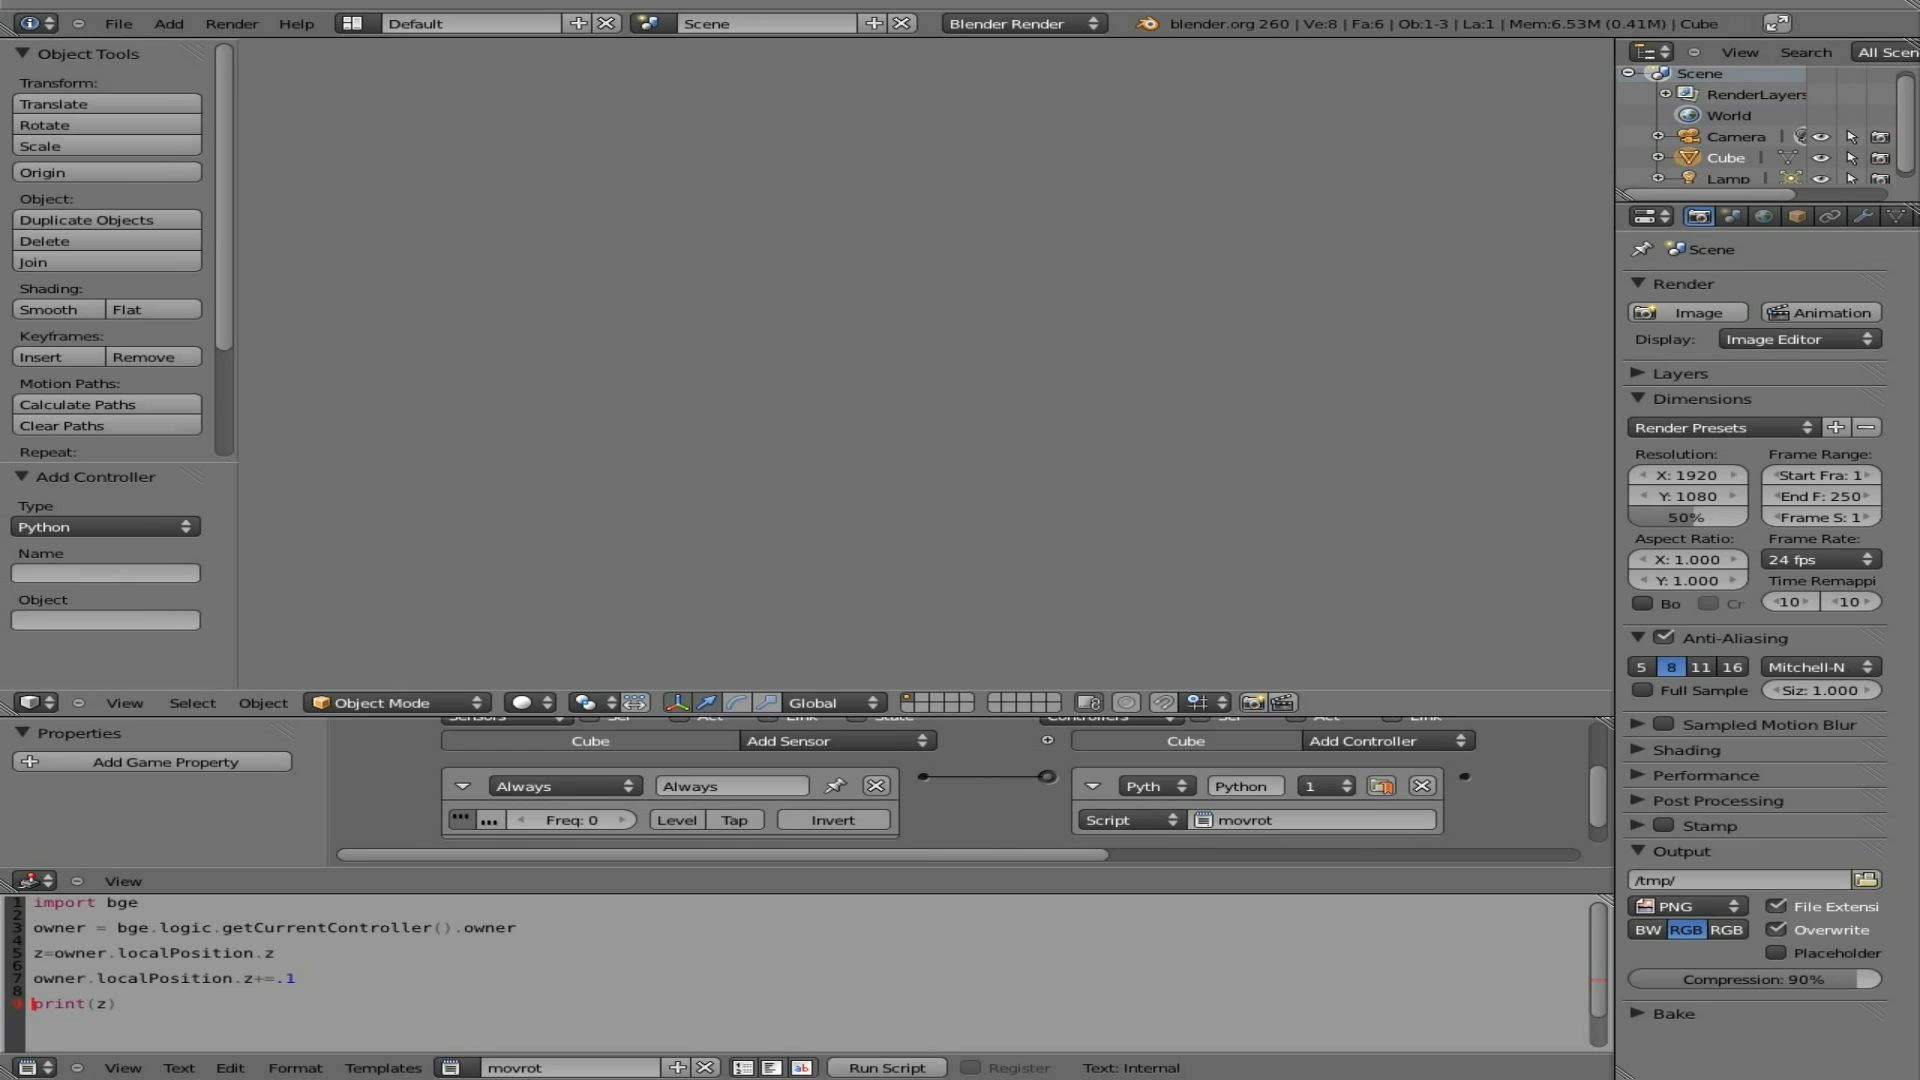 File Add Render Help Default Scene Blender Render blender.org 260 | Ve:8 | Fa:6 | Ob:1-3 | La:1 | Mem:6.53M (0.41M) | Cube
Object Tools
Transform:
Translate
Rotate
Scale
Origin
Object:
Duplicate Objects
Delete
Join
Shading:
Smooth Flat
Keyframes:
Insert Remove
Motion Paths:
Calculate Paths
Clear Paths
Repeat:
Add Controller
Type
Python
Name
Object
View Select Object Object Mode Global
Properties
Add Game Property
Cube Add Sensor
Always Always
Freq: 0 Level Tap Invert
Cube Add Controller
Pyth Python 1
Script movrot
View
1 import bge
2
3 owner = bge.logic.getCurrentController().owner
4
5 z=owner.localPosition.z
6
7 owner.localPosition.z+=.1
8
9 print(z)
View Text Edit Format Templates movrot Run Script Register Text: Internal
View Search All Scen
Scene
RenderLayers
World
Camera
Cube
Lamp
Scene
Render
Image Animation
Display: Image Editor
Layers
Dimensions
Render Presets
Resolution: Frame Range:
X: 1920 Start Fra: 1
Y: 1080 End F: 250
50% Frame S: 1
Aspect Ratio: Frame Rate:
X: 1.000 24 fps
Y: 1.000 Time Remappi
Bo Cr 10 10
Anti-Aliasing
5 8 11 16 Mitchell-N
Full Sample Siz: 1.000
Sampled Motion Blur
Shading
Performance
Post Processing
Stamp
Output
/tmp/
PNG File Extensi
BW RGB RGB Overwrite
Placeholder
Compression: 90%
Bake